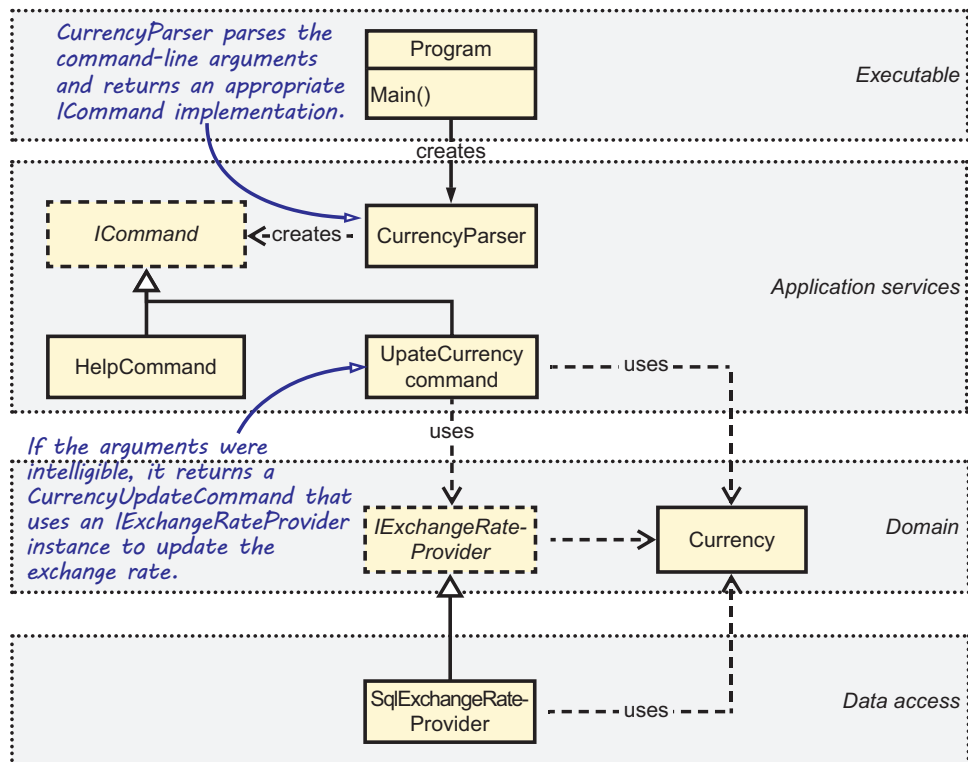 CurrencyParser parses the
command-line arguments
and returns an appropriate
ICommand implementation.
Program
Main()
Executable
creates
ICommand
creates
CurrencyParser
Application services
HelpCommand
UpateCurrency
command
uses
uses
If the arguments were
intelligible, it returns a
CurrencyUpdateCommand that
uses an IExchangeRateProvider
instance to update the
exchange rate.
IExchangeRate-
Provider
Currency
Domain
SqlExchangeRate-
Provider
uses
Data access